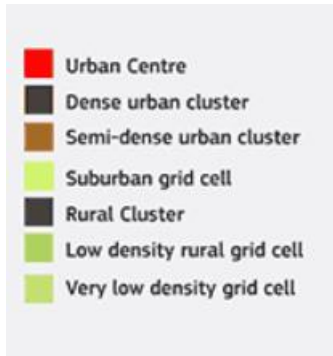 Urban Centre
Dense urban cluster
Semi-dense urban cluster
Suburban grid cell
Rural Cluster
Low density rural grid cell
Very low density grid cell